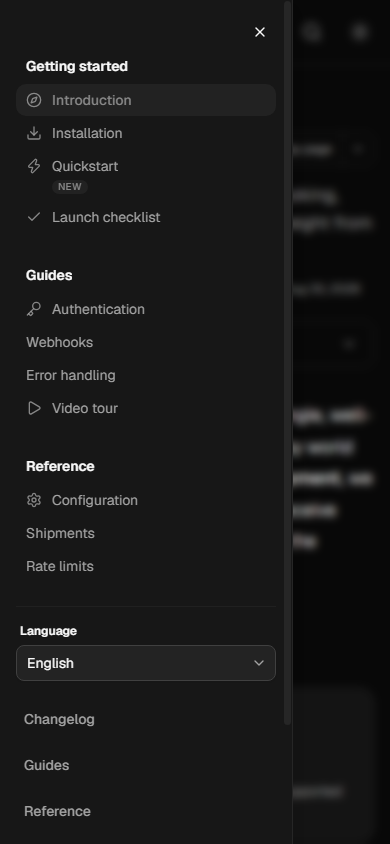 Getting started
Introduction
Installation
Quickstart
NEW
Launch checklist
Guides
Authentication
Webhooks
Error handling
Video tour
Reference
Configuration
Shipments
Rate limits
Language
English
Changelog
Guides
Reference